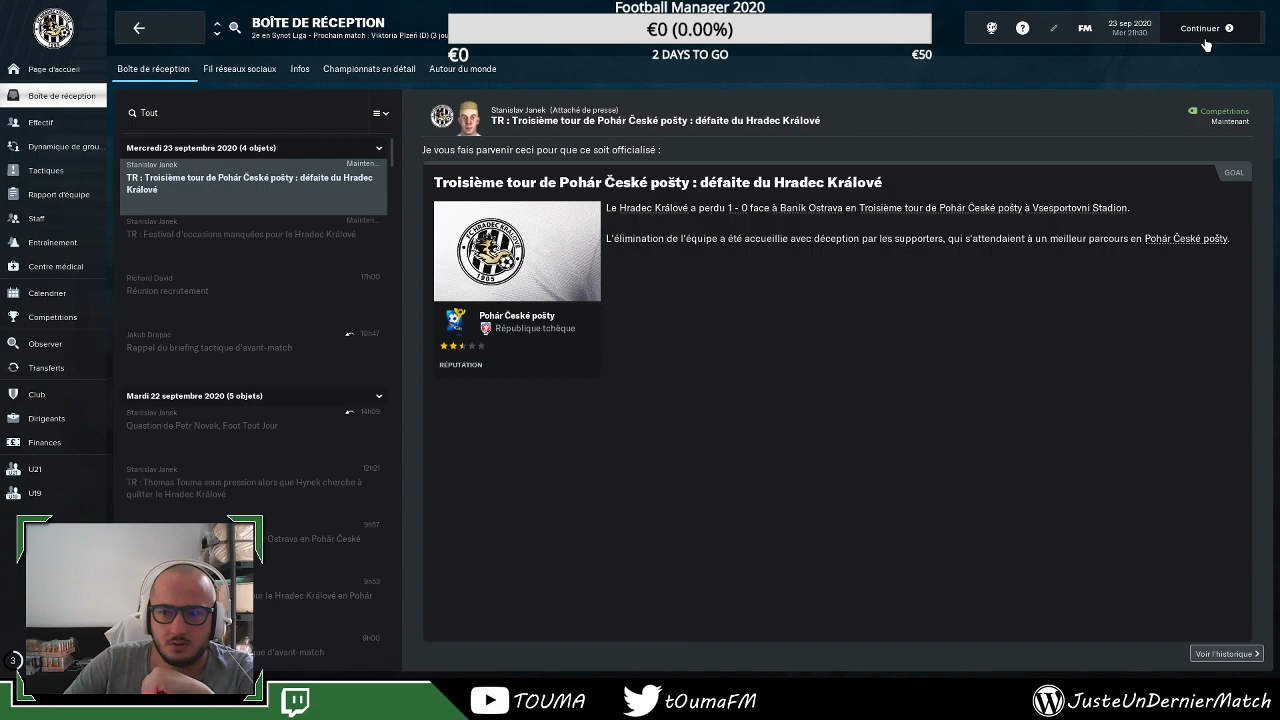 Football Manager 2020
BOÎTE DE RÉCEPTION
2e en Synot Liga - Prochain match : Viktoria Plzeň (D) (3 jou
€0 (0.00%)
€0
2 DAYS TO GO
€50
FM
23 sep 2020
Mer 21h30
Continuer
Boîte de réception
Fil réseaux sociaux
Infos
Championnats en détail
Autour du monde
Page d'accueil
Boîte de réception
Effectif
Dynamique de grou...
Tactiques
Rapport d'équipe
Staff
Entraînement
Centre médical
Calendrier
Compétitions
Observer
Transferts
Club
Dirigeants
Finances
U21
U19
Tout
Mercredi 23 septembre 2020 (4 objets)
Stanislav Janek
Mainten...
TR : Troisième tour de Pohár České pošty : défaite du Hradec
Králové
Stanislav Janek
Mainten...
TR : Festival d'occasions manquées pour le Hradec Králové
Richard David
17h00
Réunion recrutement
Jakub Drapac
10h47
Rappel du briefing tactique d'avant-match
Mardi 22 septembre 2020 (5 objets)
Stanislav Janek
14h09
Question de Petr Novak, Foot Tout Jour
Stanislav Janek
12h21
TR : Thomas Touma sous pression alors que Hynek cherche à
quitter le Hradec Králové
9h57
Ostrava en Pohár České
9h53
ur le Hradec Králové en Pohár
9h00
ue d'avant-match
Stanislav Janek (Attaché de presse)
TR : Troisième tour de Pohár České pošty : défaite du Hradec Králové
Compétitions
Maintenant
Je vous fais parvenir ceci pour que ce soit officialisé :
GOAL
Troisième tour de Pohár České pošty : défaite du Hradec Králové
Le Hradec Králové a perdu 1 - 0 face à Baník Ostrava en Troisième tour de Pohár České pošty à Vsesportovni Stadion.
L'élimination de l'équipe a été accueillie avec déception par les supporters, qui s'attendaient à un meilleur parcours en Pohár České pošty.
FC HRADEC KRÁLOVÉ
1905
Pohár České pošty
République tchèque
RÉPUTATION
Voir l'historique
3
TOUMA
tOumaFM
JusteUnDernierMatch